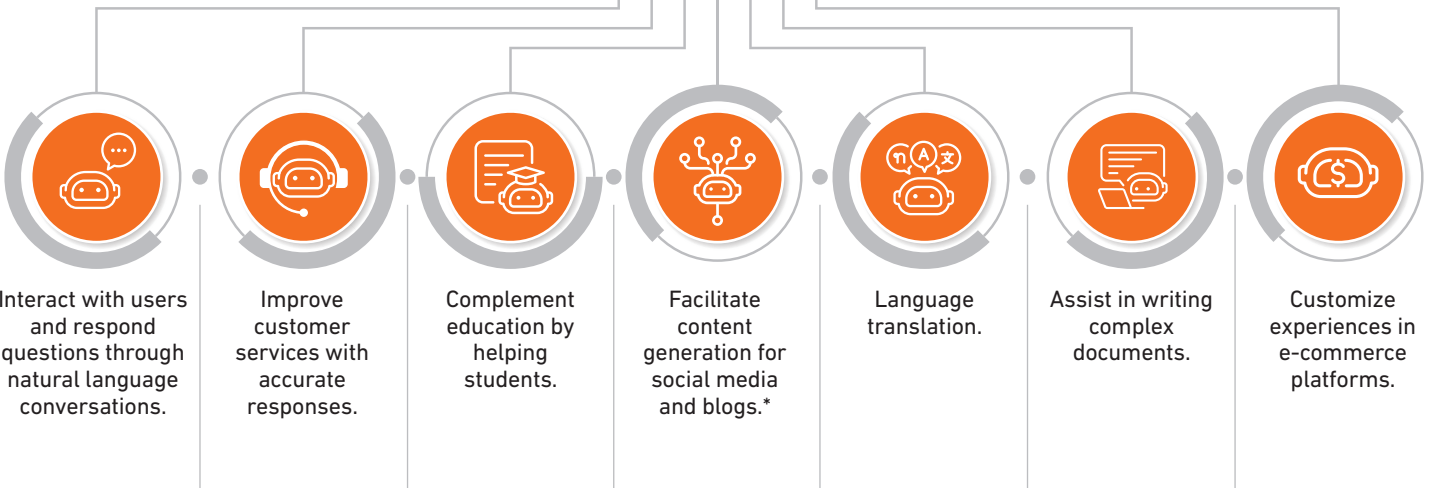 Interact with users
and respond
questions through
natural language
conversations.
Improve
customer
services with
accurate
responses.
Complement
education by
helping
students.
Facilitate
content
generation for
social media
and blogs.*
ก A 文
Language
translation.
Assist in writing
complex
documents.
$
Customize
experiences in
e-commerce
platforms.